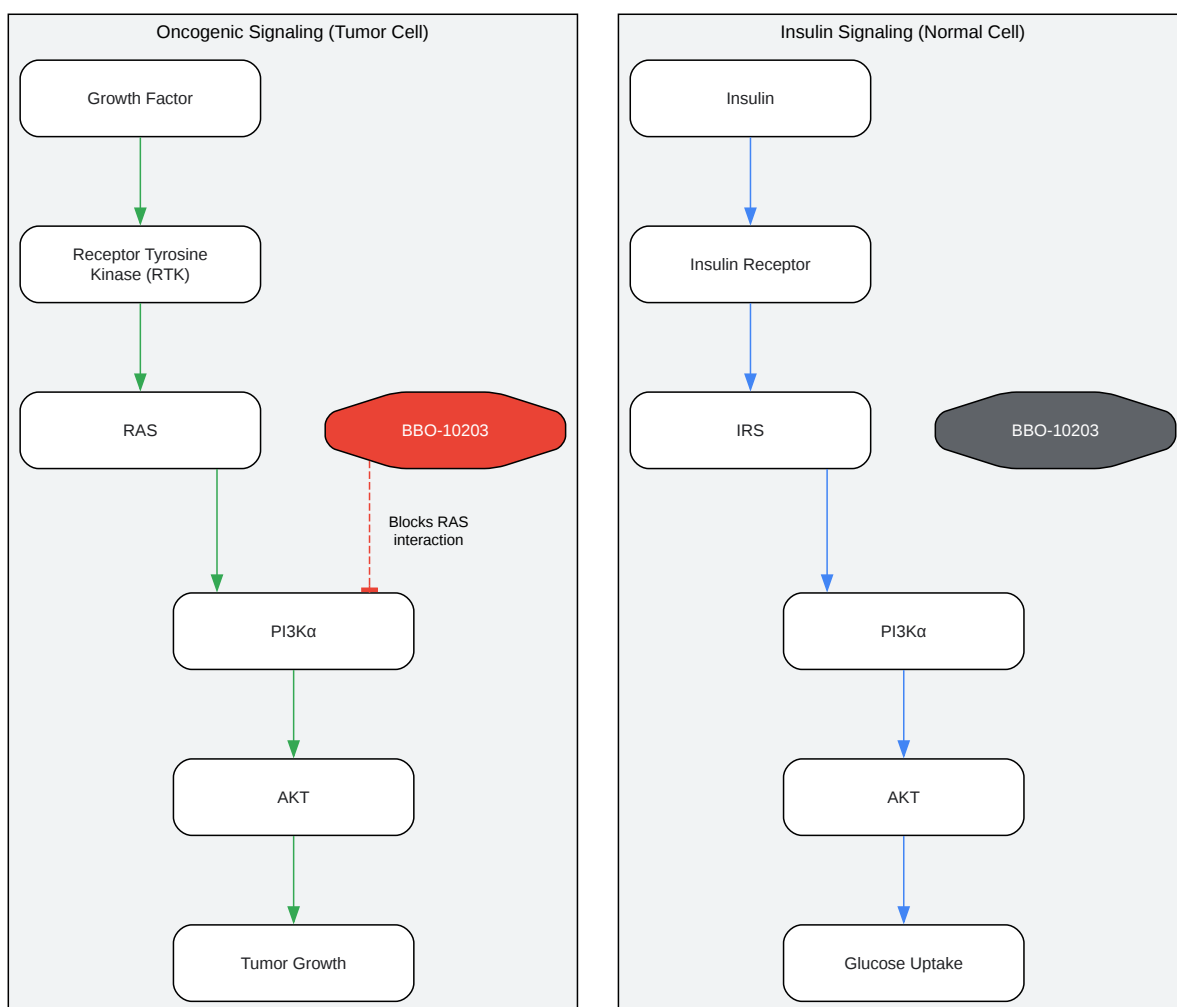 Oncogenic Signaling (Tumor Cell)
Growth Factor
Receptor Tyrosine
Kinase (RTK)
RAS
BBO-10203
Blocks RAS
interaction
PI3Kα
AKT
Tumor Growth
Insulin Signaling (Normal Cell)
Insulin
Insulin Receptor
IRS
BBO-10203
PI3Kα
AKT
Glucose Uptake